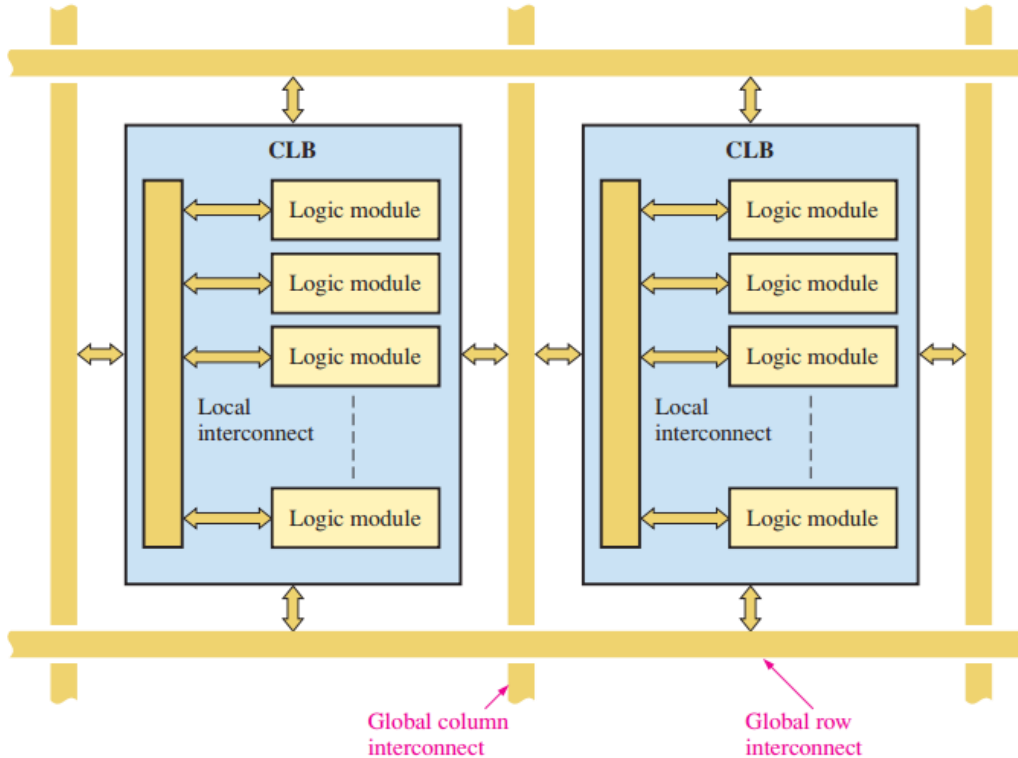 CLB
Logic module
Logic module
Logic module
Local
interconnect
Logic module
CLB
Logic module
Logic module
Logic module
Local
interconnect
Logic module
Global column
interconnect
Global row
interconnect